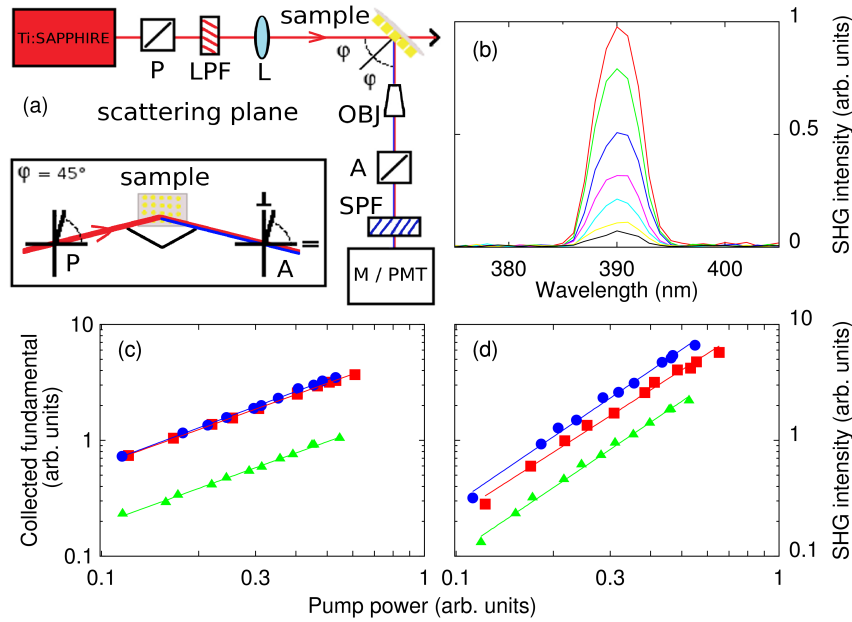 Ti:SAPPHIRE
P
LPF
L
sample
φ
φ
(a)
scattering plane
OBJ
A
SPF
M / PMT
φ = 45°
sample
P
A
⊥
=
(b)
1
0.5
0
SHG intensity (arb. units)
380
390
400
Wavelength (nm)
(c)
10
1
0.1
Collected fundamental
(arb. units)
0.1
0.3
1
(d)
10
1
0.1
SHG intensity (arb. units)
0.1
0.3
1
Pump power (arb. units)